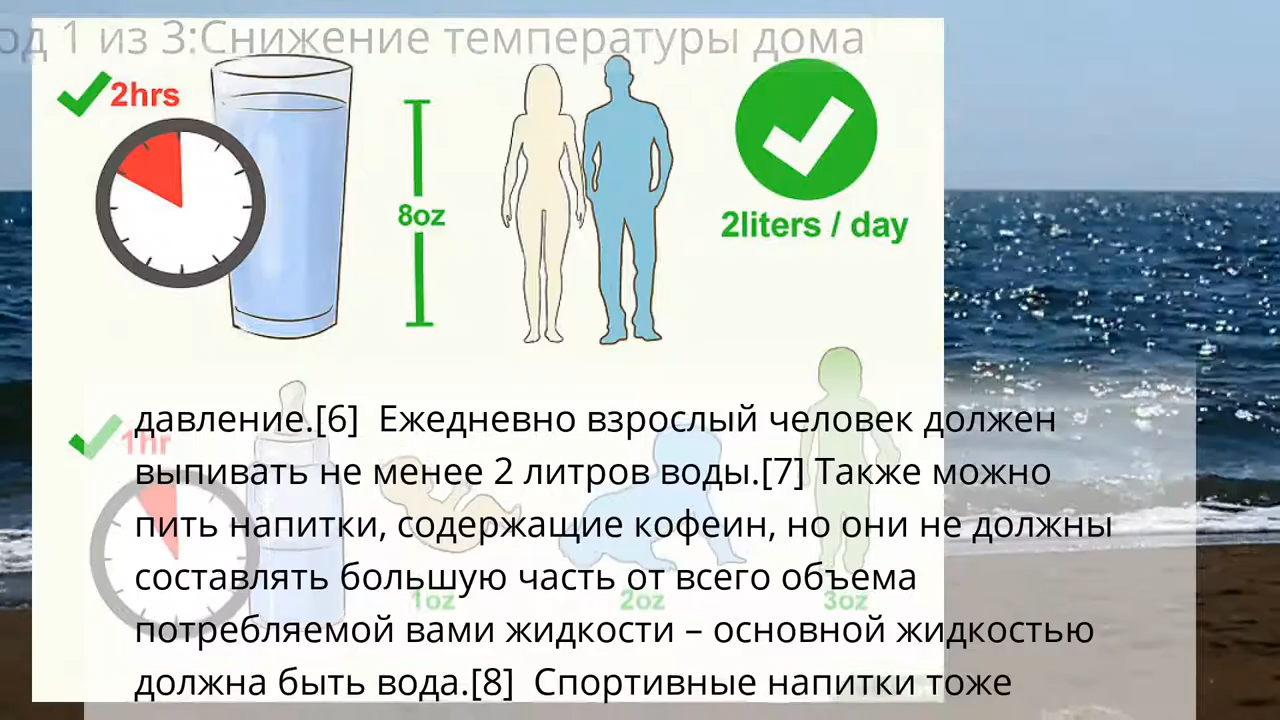 од 1 из 3:Снижение температуры дома
2hrs
8oz
2liters / day
1hr
1oz
2oz
3oz
давление.[6] Ежедневно взрослый человек должен
выпивать не менее 2 литров воды.[7] Также можно
пить напитки, содержащие кофеин, но они не должны
составлять большую часть от всего объема
потребляемой вами жидкости – основной жидкостью
должна быть вода.[8] Спортивные напитки тоже